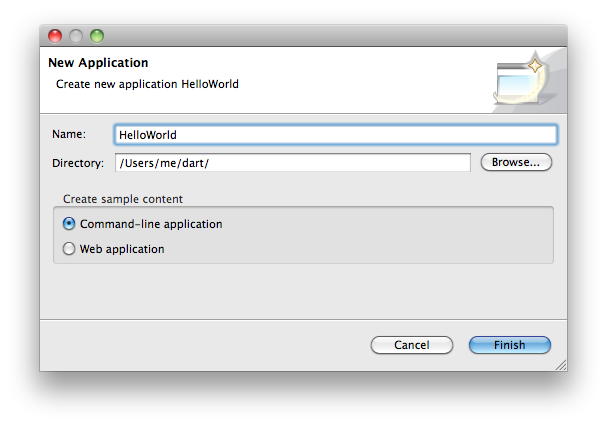 New Application
Create new application HelloWorld
Name: HelloWorld
Directory: /Users/me/dart/ Browse...
Create sample content
Command-line application
Web application
Cancel Finish